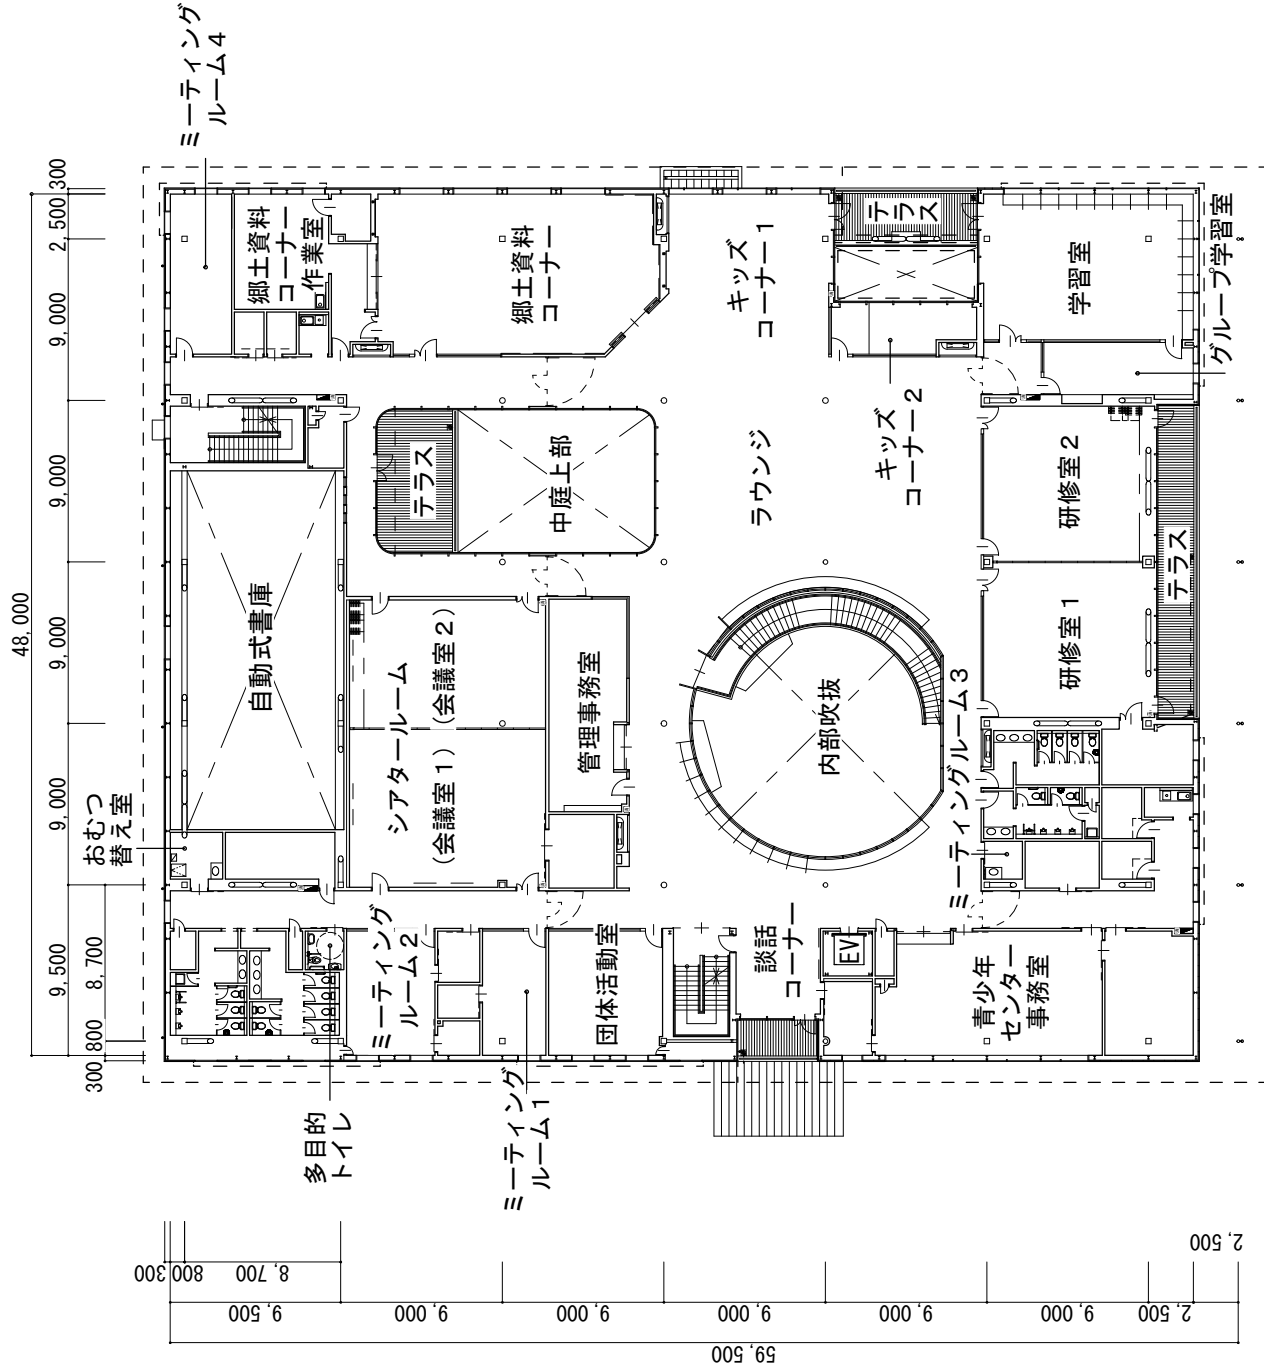 ミーティング
ルーム4
300
2,500
9,000
9,000
9,000
9,000
48,000
9,500
8,700
800
300
郷土資料
コーナー
作業室
郷土資料
コーナー
キッズ
コーナー1
テラス
学習室
グループ学習室
キッズ
コーナー2
テラス
中庭上部
ラウンジ
研修室2
研修室1
テラス
自動式書庫
シアタールーム
(会議室1)(会議室2)
管理事務室
内部吹抜
ミーティングルーム3
おむつ
替え室
ミーティング
ルーム2
団体活動室
談話
コーナー
EV
青少年
センター
事務室
多目的
トイレ
ミーティング
ルーム1
300
800
8,700
9,500
9,000
9,000
9,000
9,000
9,000
2,500
2,500
59,500